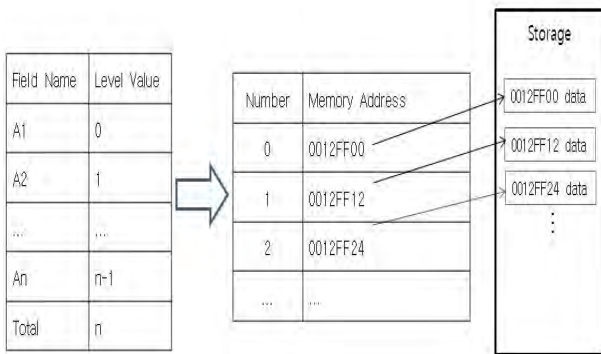 Field Name Level Value
A1 0
A2 1
... ...
An n-1
Total n
Number Memory Address
0 0012FF00
1 0012FF12
2 0012FF24
... ...
Storage
0012FF00 data
0012FF12 data
0012FF24 data
⋮